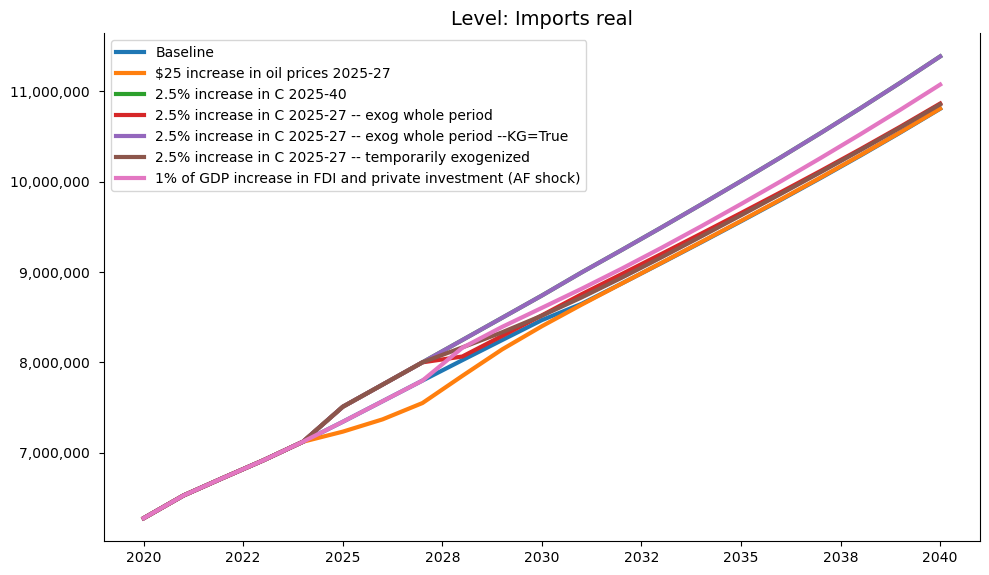 Level: Imports real
Baseline
$25 increase in oil prices 2025-27
2.5% increase in C 2025-40
2.5% increase in C 2025-27 -- exog whole period
2.5% increase in C 2025-27 -- exog whole period --KG=True
2.5% increase in C 2025-27 -- temporarily exogenized
1% of GDP increase in FDI and private investment (AF shock)
11,000,000
10,000,000
9,000,000
8,000,000
7,000,000
2020 2022 2025 2028 2030 2032 2035 2038 2040